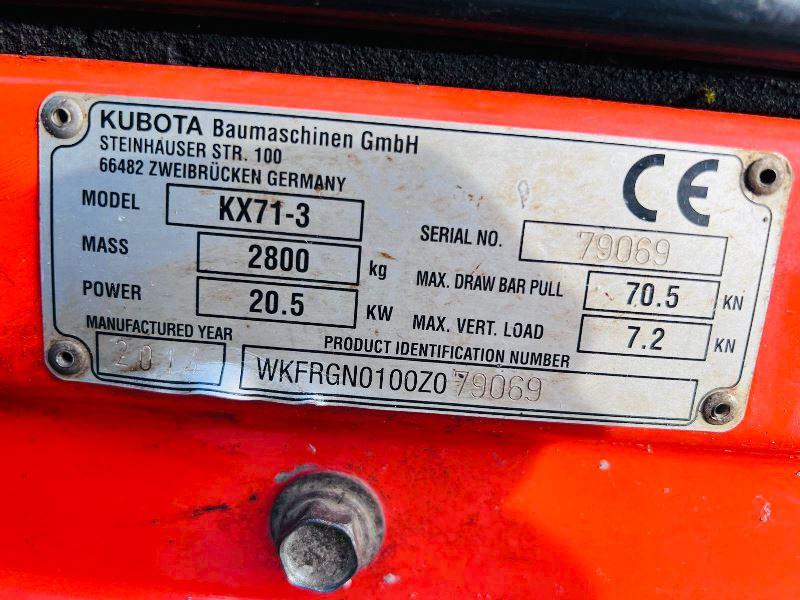 KUBOTA Baumaschinen GmbH
STEINHÄUSER STR. 100
66482 ZWEIBRÜCKEN GERMANY
CE
MODEL KX71-3
SERIAL NO. 79069
MASS 2800 kg
MAX. DRAW BAR PULL 70.5 KN
POWER 20.5 KW
MAX. VERT. LOAD 7.2 KN
MANUFACTURED YEAR 2014
PRODUCT IDENTIFICATION NUMBER WKFRGN0100Z079069